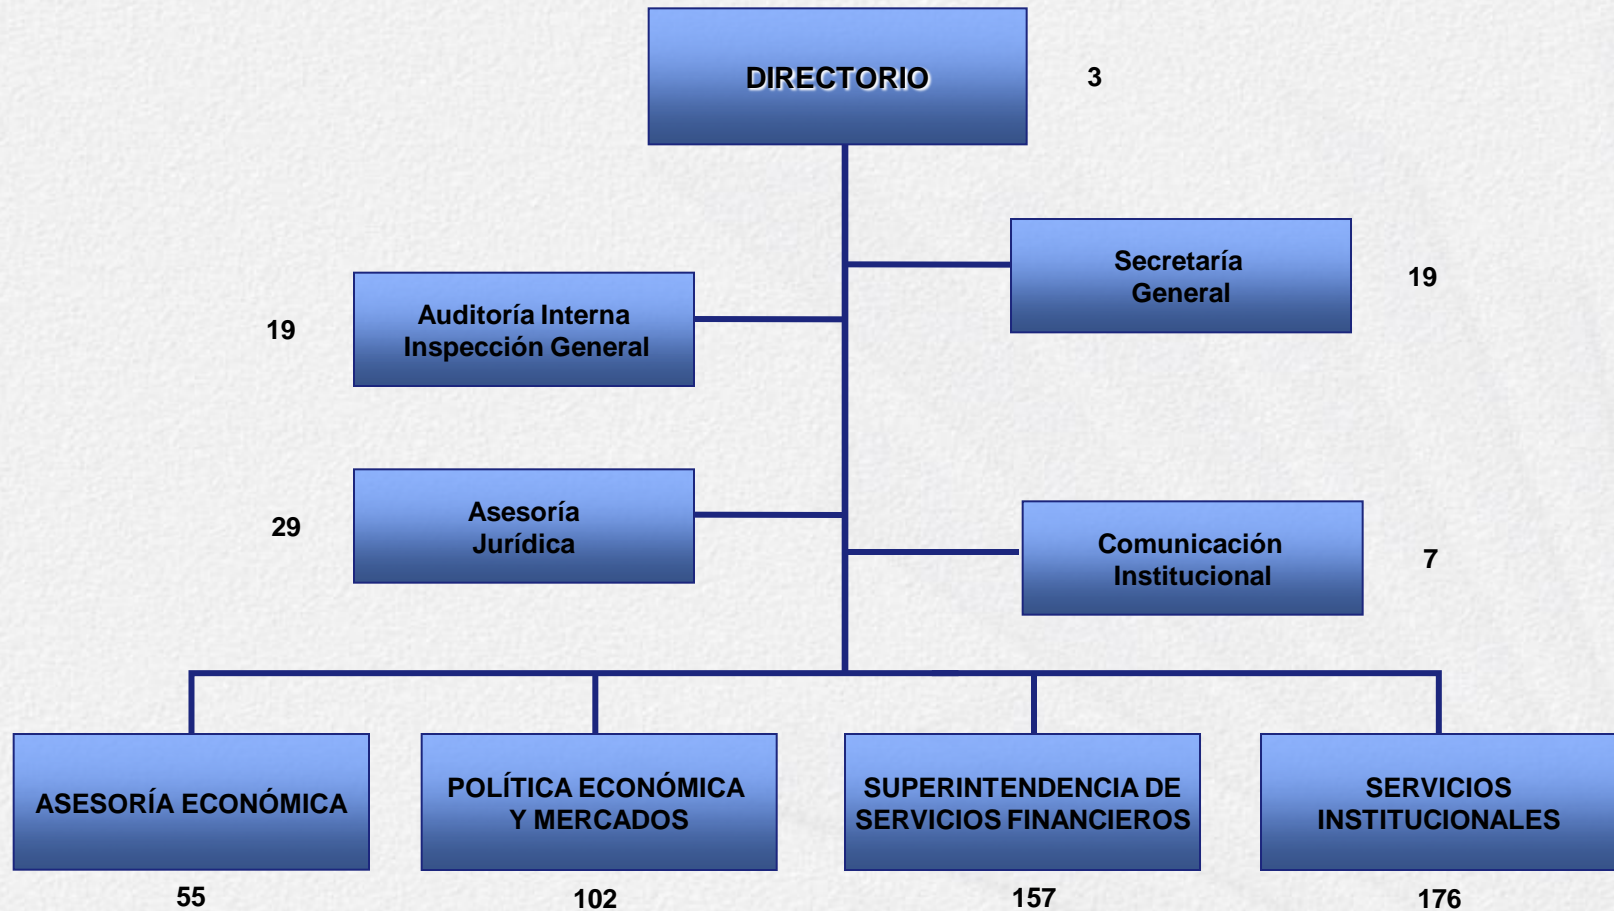 DIRECTORIO
3
Secretaría
General
19
Auditoría Interna
Inspección General
19
Asesoría
Jurídica
29
Comunicación
Institucional
7
ASESORÍA ECONÓMICA
POLÍTICA ECONÓMICA
Y MERCADOS
SUPERINTENDENCIA DE
SERVICIOS FINANCIEROS
SERVICIOS
INSTITUCIONALES
55
102
157
176